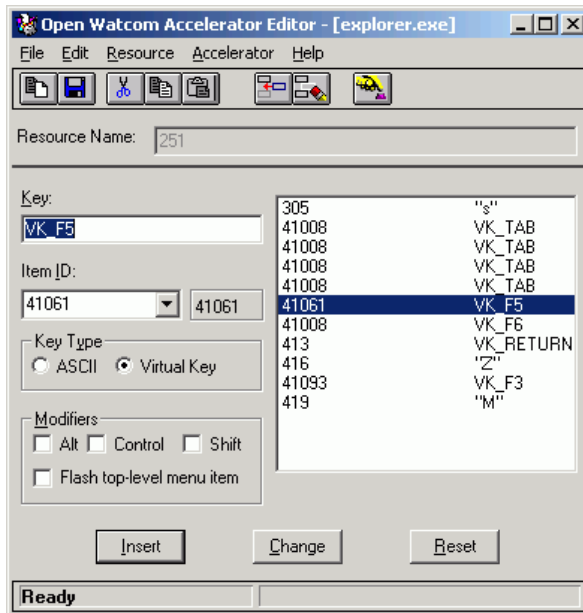 Open Watcom Accelerator Editor - [explorer.exe]
File Edit Resource Accelerator Help
Resource Name: 251
Key:
VK_F5
Item ID:
41061 41061
Key Type
ASCII Virtual Key
Modifiers
Alt Control Shift
Flash top-level menu item
305 "s"
41008 VK_TAB
41008 VK_TAB
41008 VK_TAB
41008 VK_TAB
41061 VK_F5
41008 VK_F6
413 VK_RETURN
416 "Z"
41093 VK_F3
419 "M"
Insert Change Reset
Ready